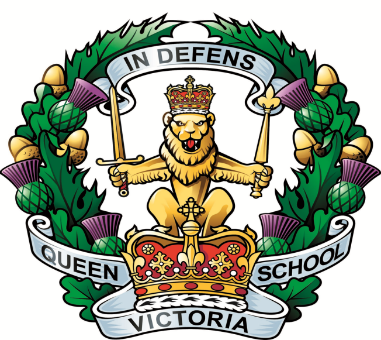 IN DEFENS
QUEEN VICTORIA SCHOOL